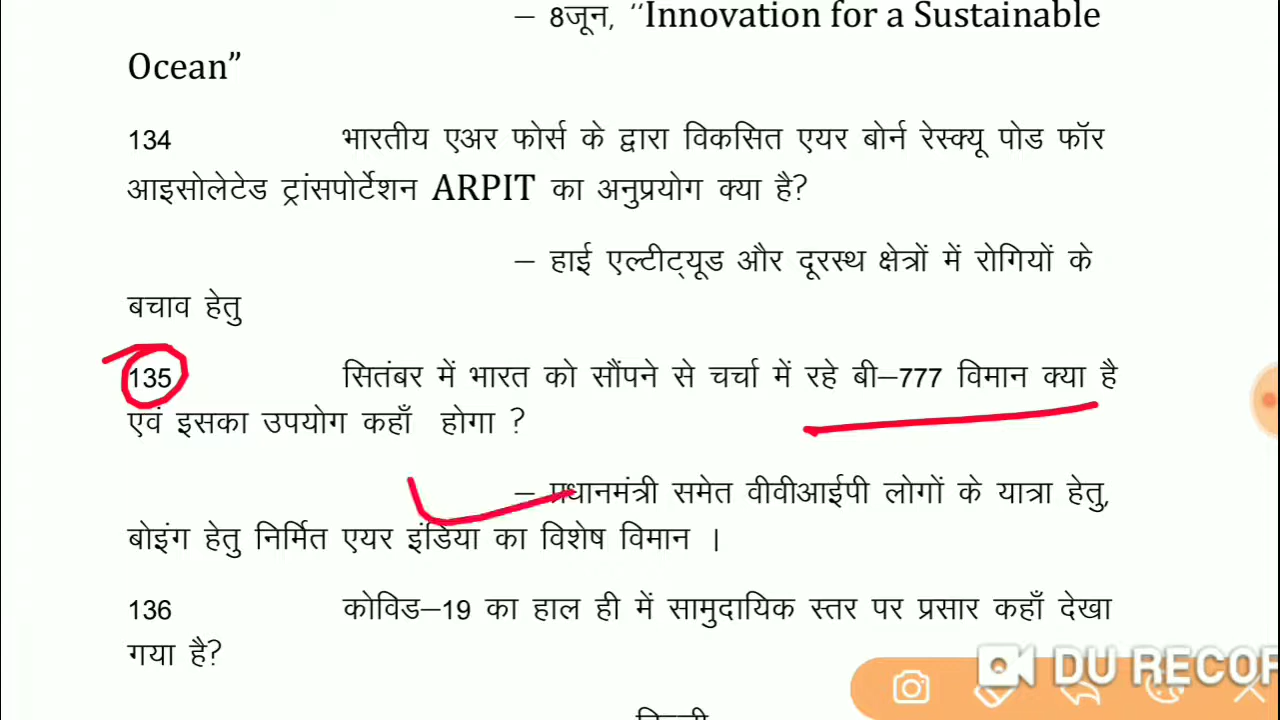 – 8जून, ‘‘Innovation for a Sustainable
Ocean”
134 भारतीय एअर फोर्स के द्वारा विकसित एयर बोर्न रेस्क्यू पोड फॉर
आइसोलेटेड ट्रांसपोर्टेशन ARPIT का अनुप्रयोग क्या है?
– हाई एल्टीट्यूड और दूरस्थ क्षेत्रों में रोगियों के
बचाव हेतु
135 सितंबर में भारत को सौंपने से चर्चा में रहे बी–777 विमान क्या है
एवं इसका उपयोग कहाँ होगा ?
– प्रधानमंत्री समेत वीवीआईपी लोगों के यात्रा हेतु,
बोइंग हेतु निर्मित एयर इंडिया का विशेष विमान ।
136 कोविड–19 का हाल ही में सामुदायिक स्तर पर प्रसार कहाँ देखा
गया है?
DU RECOR